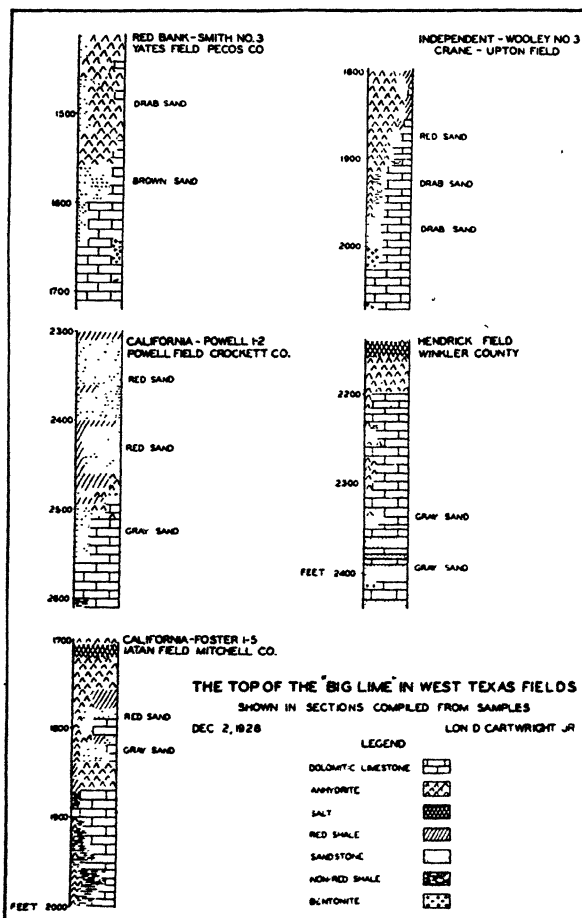 RED BANK-SMITH NO. 3
YATES FIELD PECOS CO
1500
DRAB SAND
BROWN SAND
1600
1700
INDEPENDENT-WOOLEY NO 3
CRANE-UPTON FIELD
1800
RED SAND
1900
DRAB SAND
DRAB SAND
2000
2300
CALIFORNIA-POWELL 1-2
POWELL FIELD CROCKETT CO.
RED SAND
2400
RED SAND
2500
GRAY SAND
2600
HENDRICK FIELD
WINKLER COUNTY
2200
2300
GRAY SAND
GRAY SAND
FEET 2400
1700
CALIFORNIA-FOSTER 1-5
IATAN FIELD MITCHELL CO.
RED SAND
1800
GRAY SAND
1900
FEET 2000
THE TOP OF THE "BIG LIME" IN WEST TEXAS FIELDS
SHOWN IN SECTIONS COMPILED FROM SAMPLES
DEC 2, 1928
LON D CARTWRIGHT JR
LEGEND
DOLOMITIC LIMESTONE
ANHYDRITE
SALT
RED SHALE
SANDSTONE
NON-RED SHALE
BENTONITE